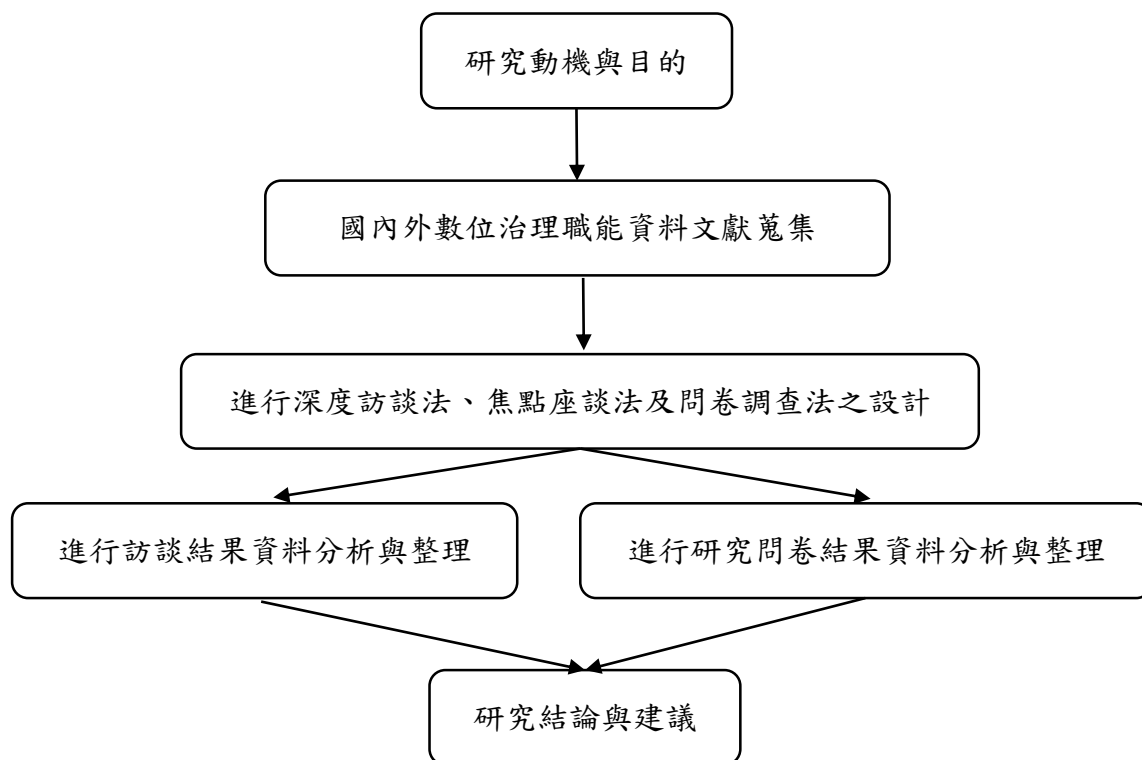 研究動機與目的
國內外數位治理職能資料文獻蒐集
進行深度訪談法、焦點座談法及問卷調查法之設計
進行訪談結果資料分析與整理
進行研究問卷結果資料分析與整理
研究結論與建議